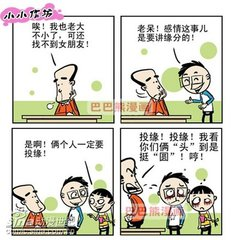 小小作坊
唉！我也老大
不小了，可还
找不到女朋友！
老呆！感情这事儿
是要讲缘分的！
巴巴熊漫画
是啊！俩个人一定要
投缘！
投缘！投缘！我看
你们俩“头”到是
挺“圆”！哼！
巴巴熊漫画